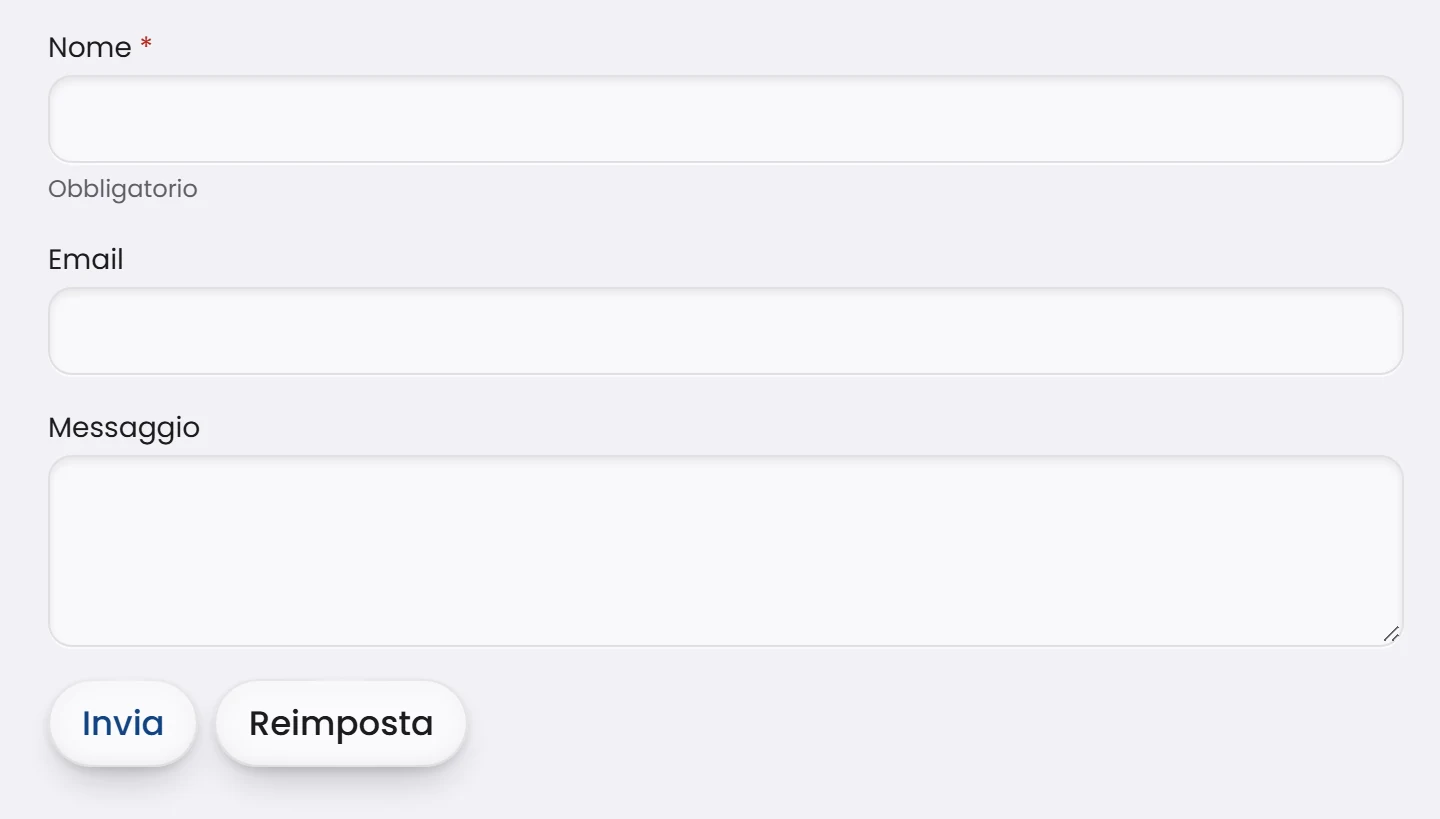 Nome *
Obbligatorio
Email
Messaggio
Invia
Reimposta